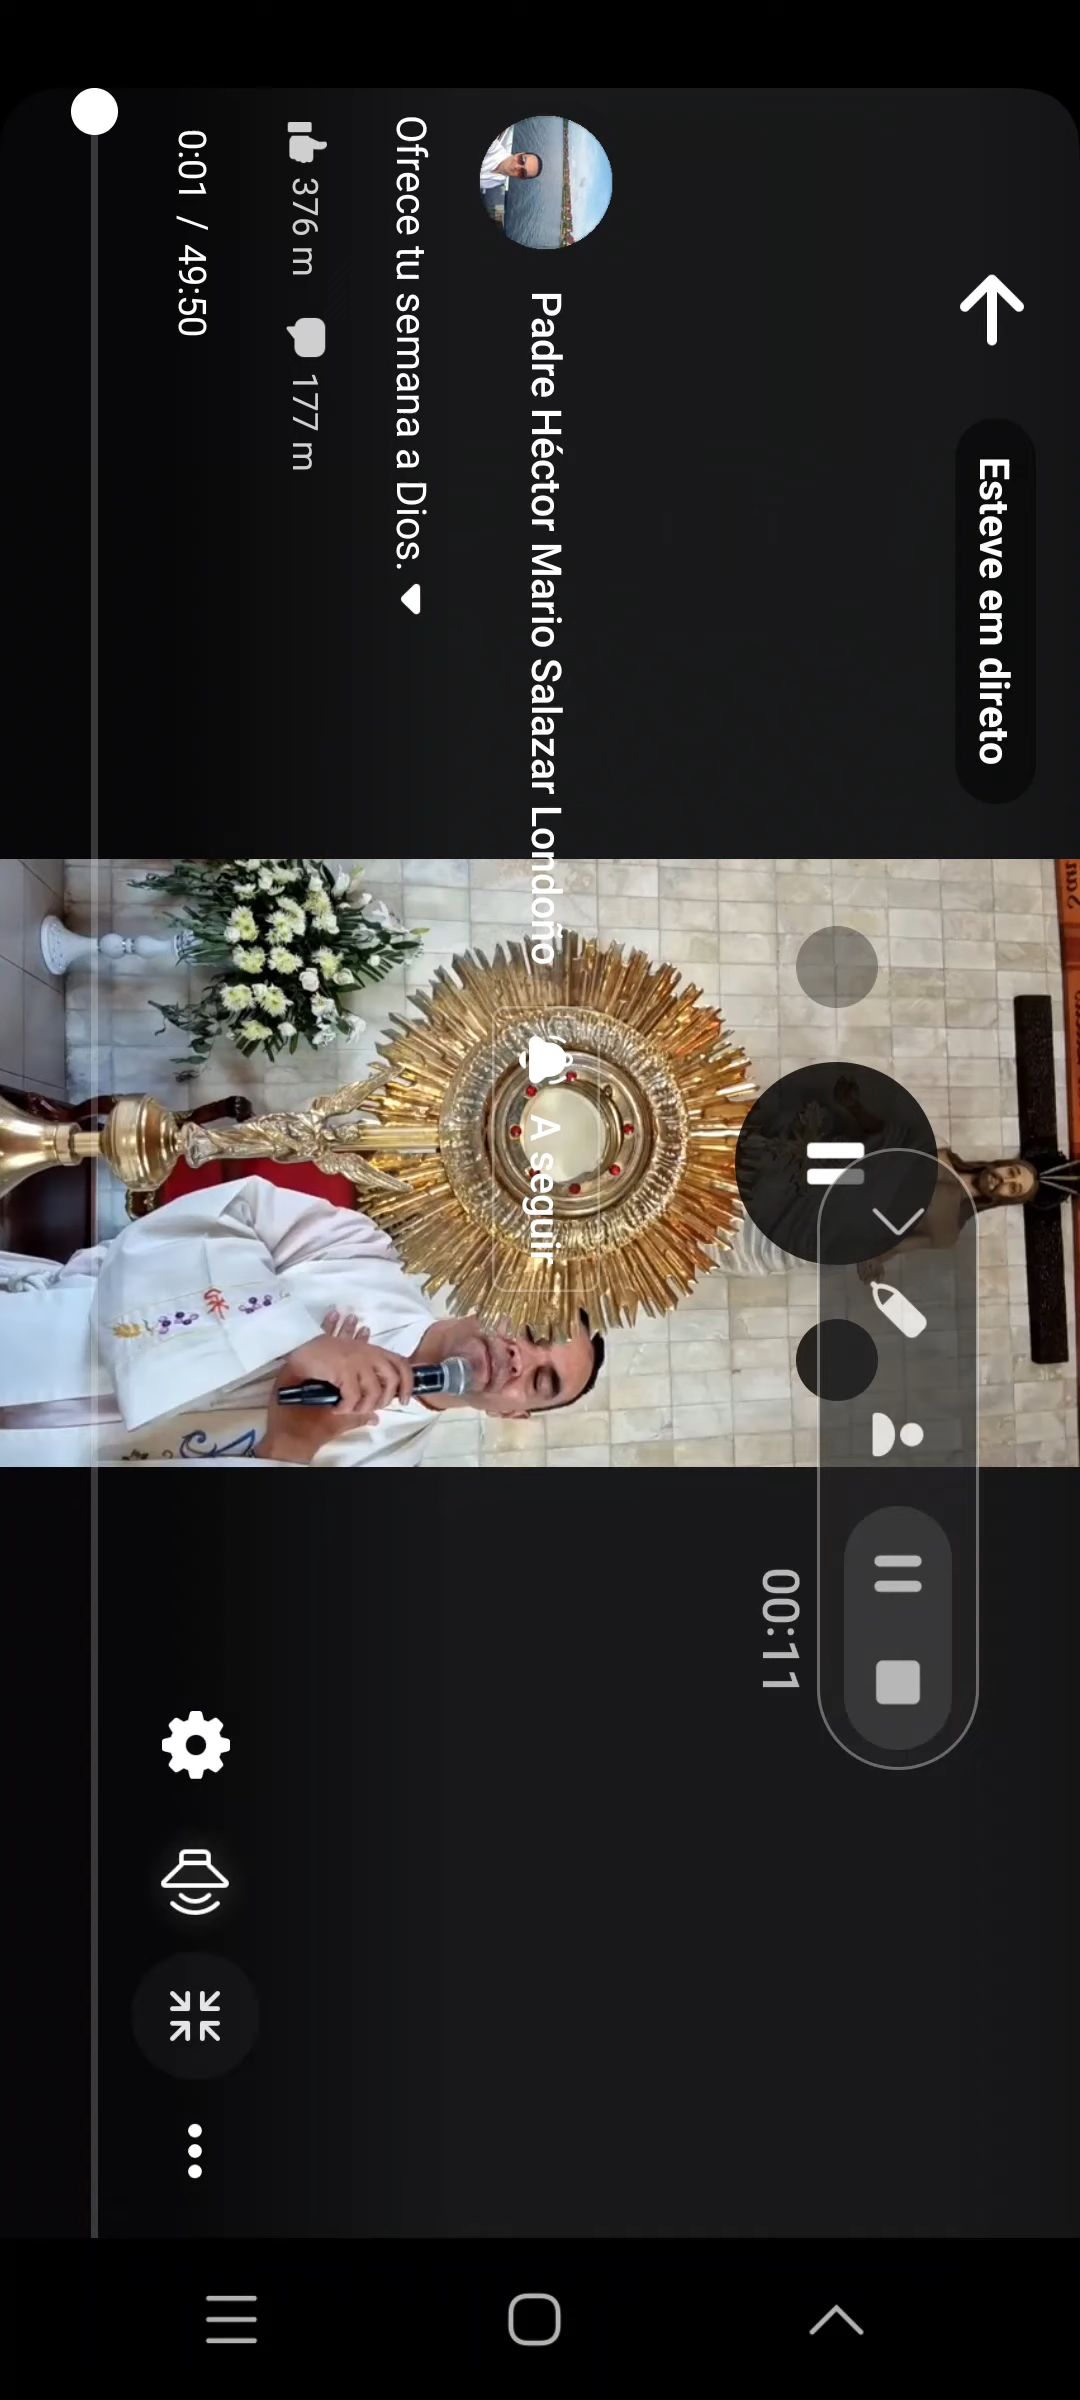 Esteve em direto
Padre Héctor Mario Salazar Londoño
A seguir
Ofrece tu semana a Dios.
376 m 177 m
0:01 / 49:50
00:11